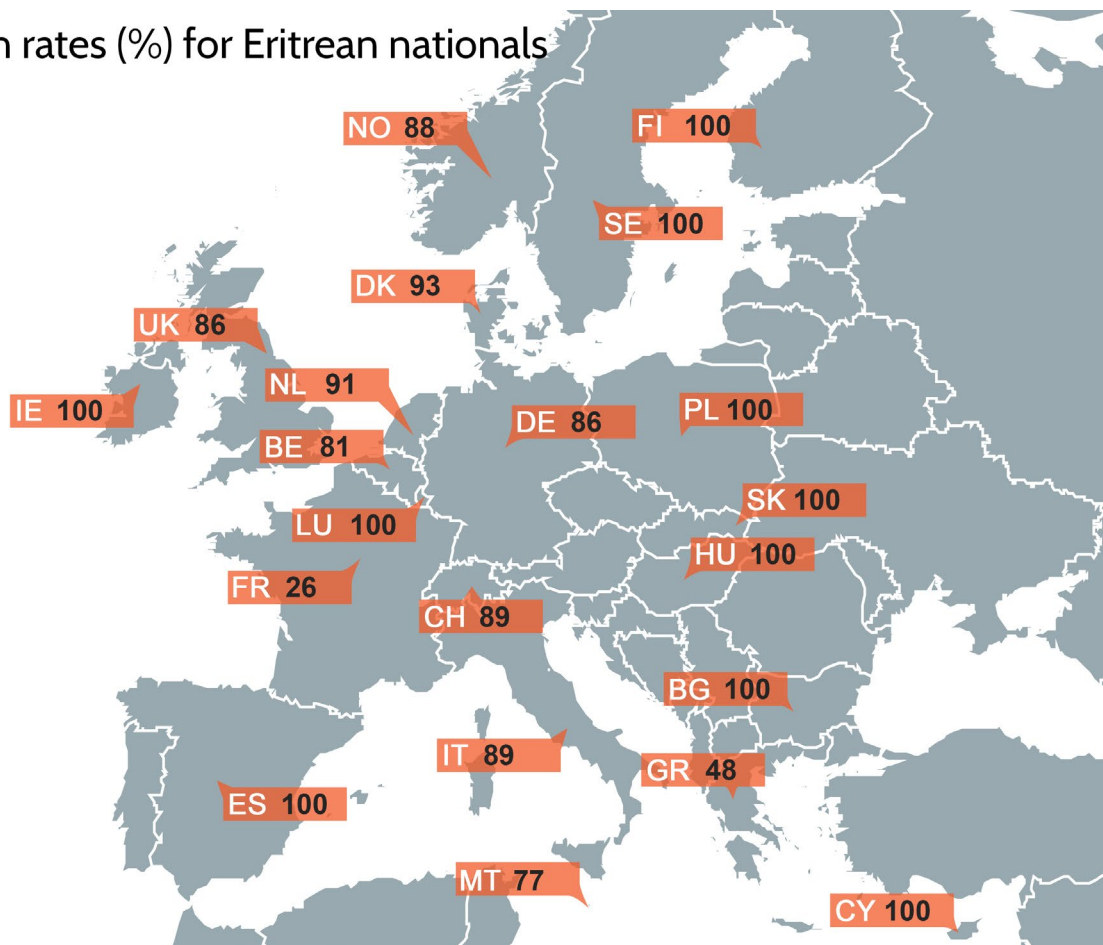 rates (%) for Eritrean nationals
NO 88
FI 100
SE 100
DK 93
UK 86
NL 91
IE 100
DE 86
PL 100
BE 81
SK 100
LU 100
HU 100
FR 26
CH 89
BG 100
IT 89
GR 48
ES 100
MT 77
CY 100